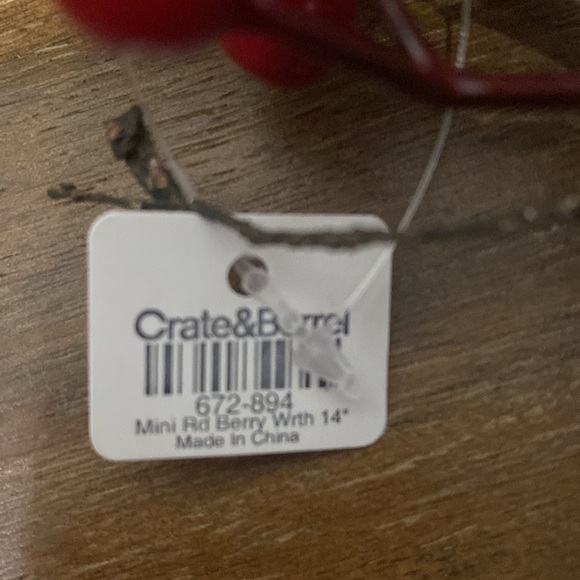 Crate&Barrel
672-894
Mini Rd Berry Wrth 14"
Made In China